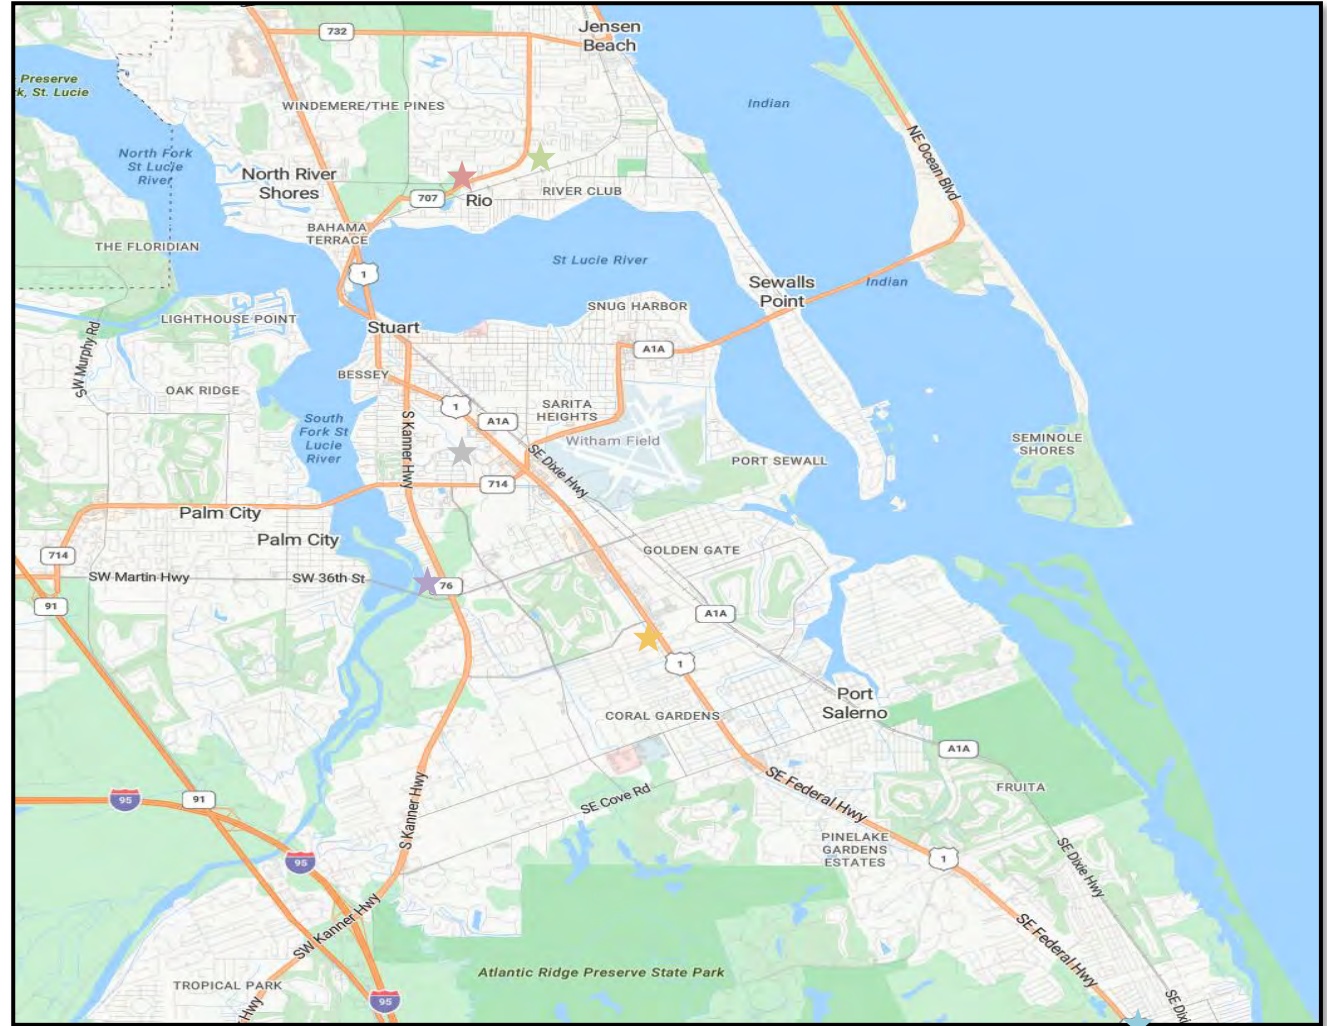 Jensen
Beach
732
Preserve
k, St. Lucie
WINDEMERE/THE PINES
Indian
NE Ocean Blvd
North Fork
St Lucie
River
North River
Shores
707
Rio
RIVER CLUB
BAHAMA
TERRACE
THE FLORIDIAN
1
St Lucie River
Sewalls
Point
Indian
LIGHTHOUSE POINT
SNUG HARBOR
Stuart
SW Murphy Rd
A1A
BESSEY
OAK RIDGE
1
A1A
SARITA
HEIGHTS
S Kanner Hwy
South
Fork St
Lucie
River
Witham Field
SEMINOLE
SHORES
SE Dixie Hwy
PORT SEWALL
714
Palm City
Palm City
714
GOLDEN GATE
SW Martin Hwy
SW 36th St
76
91
A1A
1
Port
Salerno
CORAL GARDENS
A1A
SE Federal Hwy
FRUITA
95
91
S Kanner Hwy
SE Cove Rd
PINELAKE
GARDENS
ESTATES
1
SE Dixie Hwy
95
SW Kanner Hwy
SE Federal Hwy
Atlantic Ridge Preserve State Park
TROPICAL PARK
95
Hwy
SE Dixi